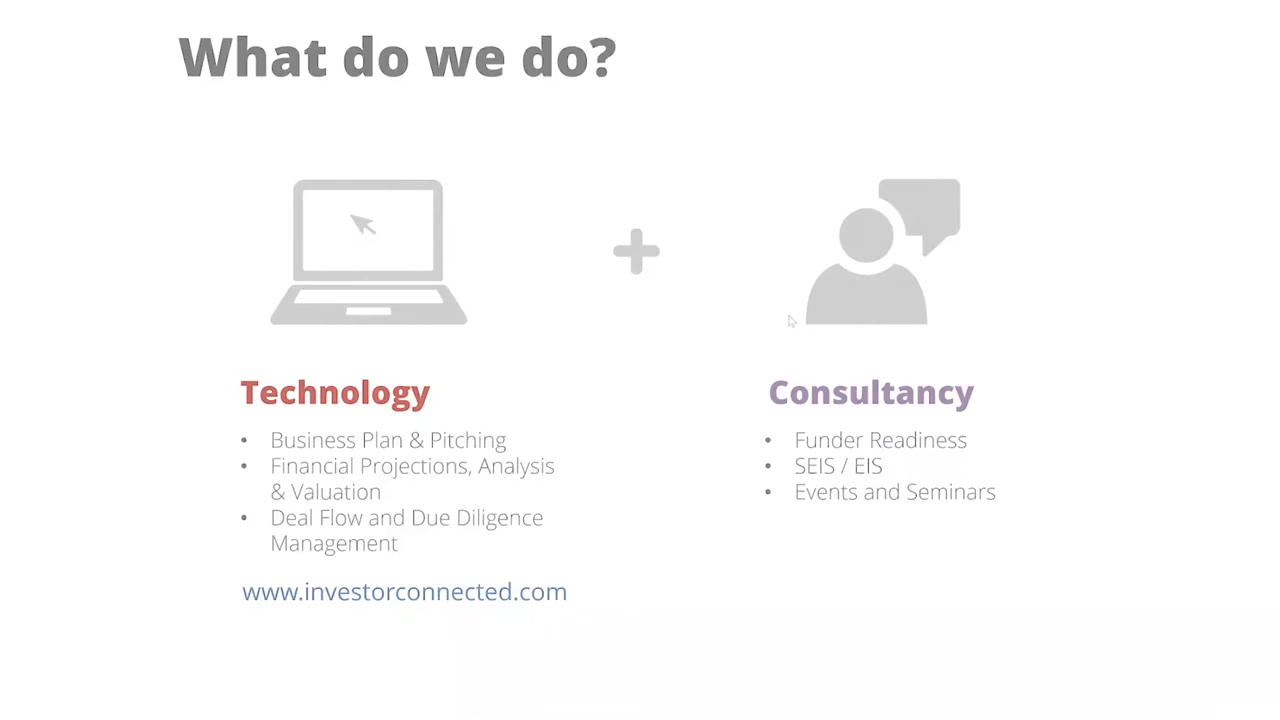 What do we do?
Technology
• Business Plan & Pitching
• Financial Projections, Analysis
& Valuation
• Deal Flow and Due Diligence
Management
www.investorconnected.com
Consultancy
• Funder Readiness
• SEIS / EIS
• Events and Seminars